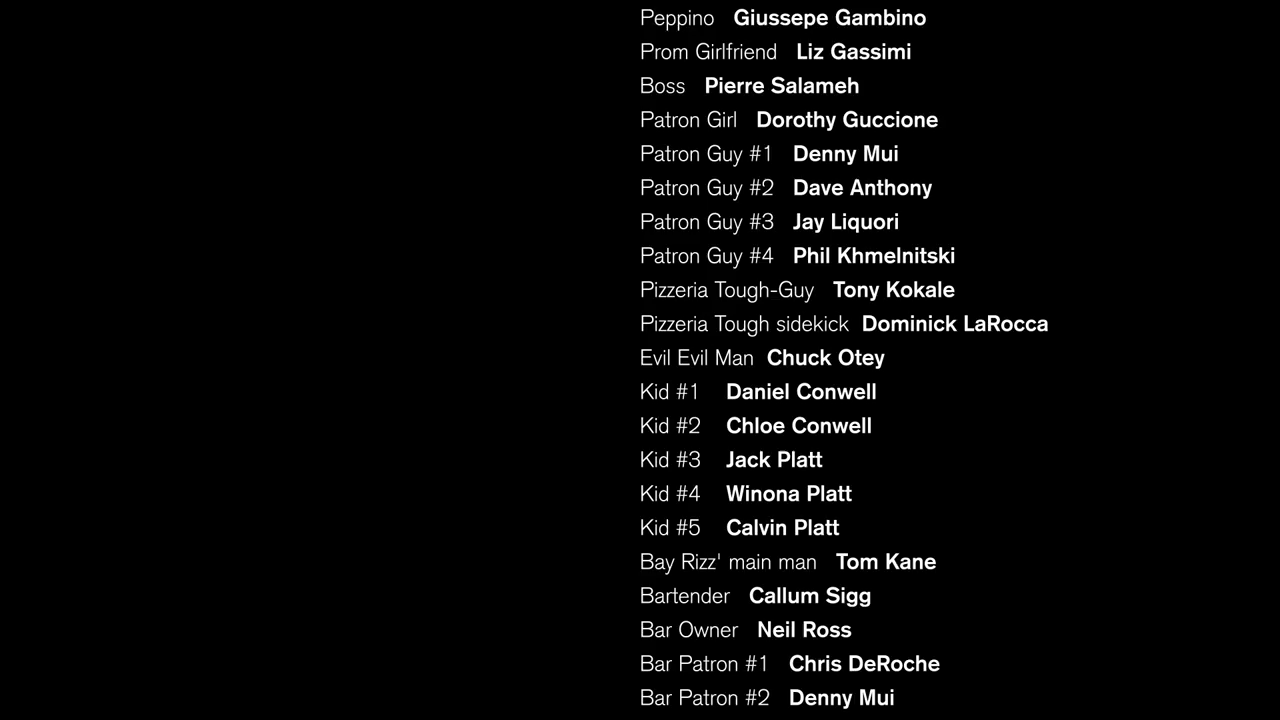 Peppino Giussepe Gambino
Prom Girlfriend Liz Gassimi
Boss Pierre Salameh
Patron Girl Dorothy Guccione
Patron Guy #1 Denny Mui
Patron Guy #2 Dave Anthony
Patron Guy #3 Jay Liquori
Patron Guy #4 Phil Khmelnitski
Pizzeria Tough-Guy Tony Kokale
Pizzeria Tough sidekick Dominick LaRocca
Evil Evil Man Chuck Otey
Kid #1 Daniel Conwell
Kid #2 Chloe Conwell
Kid #3 Jack Platt
Kid #4 Winona Platt
Kid #5 Calvin Platt
Bay Rizz' main man Tom Kane
Bartender Callum Sigg
Bar Owner Neil Ross
Bar Patron #1 Chris DeRoche
Bar Patron #2 Denny Mui